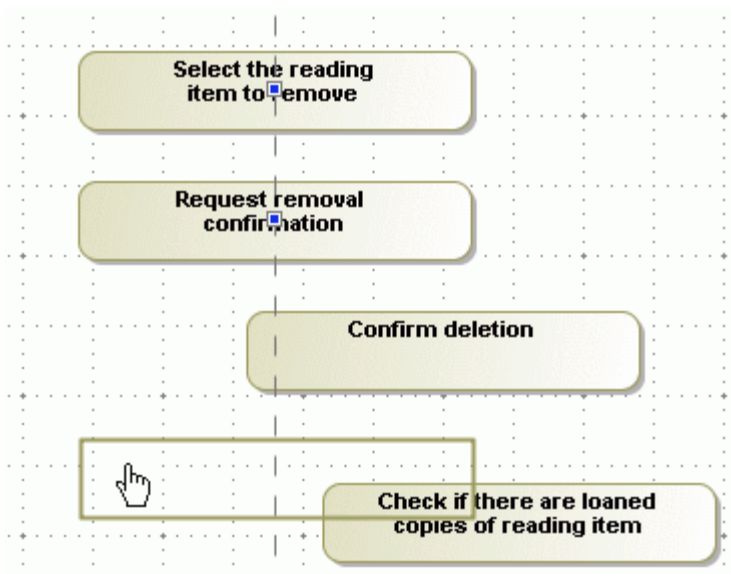 Select the reading
item to remove
Request removal
confirmation
Confirm deletion
Check if there are loaned
copies of reading item